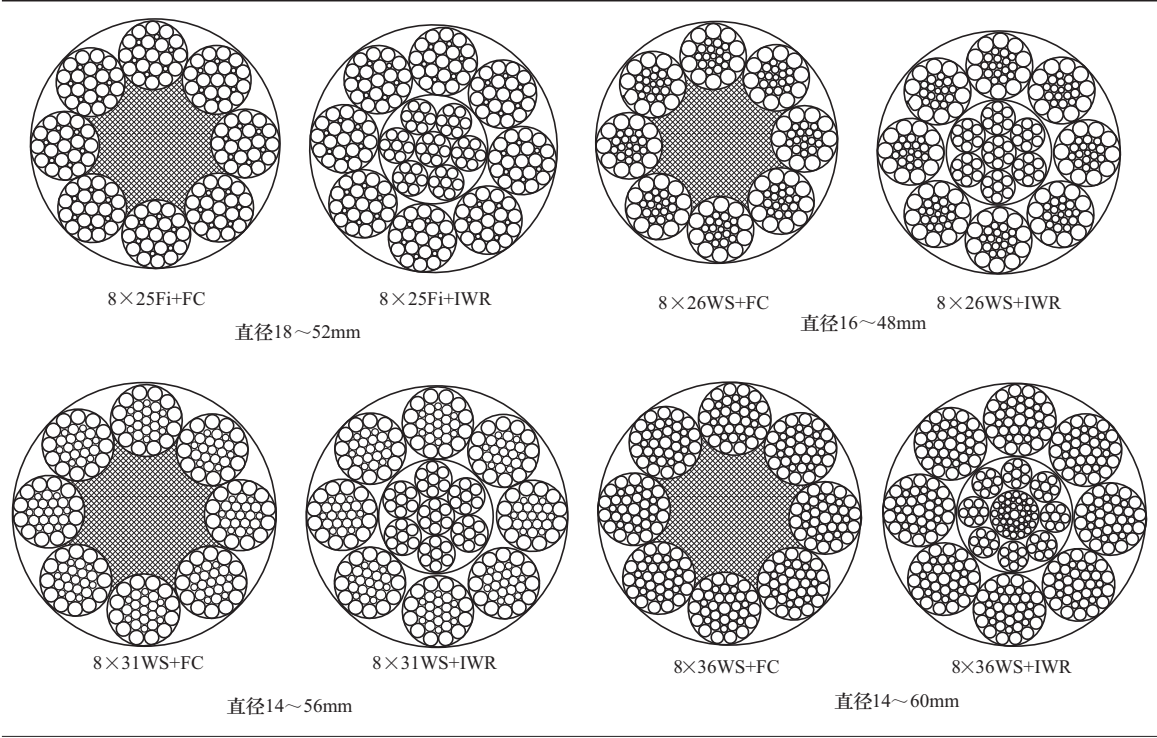 8×25Fi+FC
8×25Fi+IWR
直径18～52mm
8×26WS+FC
8×26WS+IWR
直径16～48mm
8×31WS+FC
8×31WS+IWR
直径14～56mm
8×36WS+FC
8×36WS+IWR
直径14～60mm